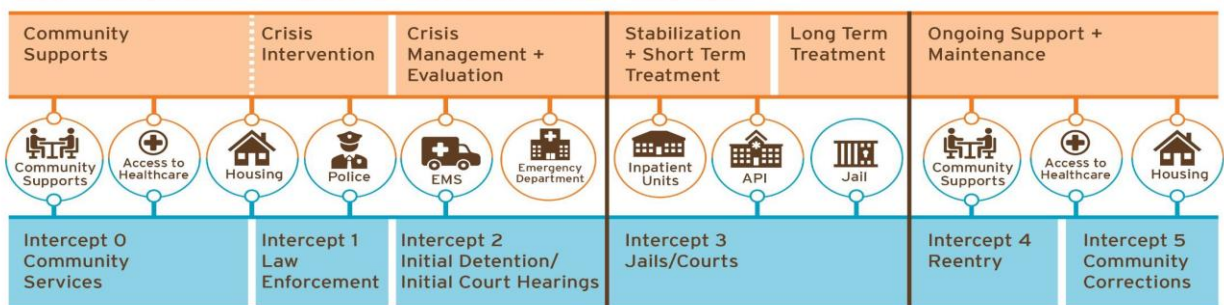 Community
Supports
Crisis
Intervention
Crisis
Management +
Evaluation
Stabilization
+ Short Term
Treatment
Long Term
Treatment
Ongoing Support +
Maintenance
Community
Supports
Access to
Healthcare
Housing
Police
EMS
Emergency
Department
Inpatient
Units
API
Jail
Community
Supports
Access to
Healthcare
Housing
Intercept 0
Community
Services
Intercept 1
Law
Enforcement
Intercept 2
Initial Detention/
Initial Court Hearings
Intercept 3
Jails/Courts
Intercept 4
Reentry
Intercept 5
Community
Corrections